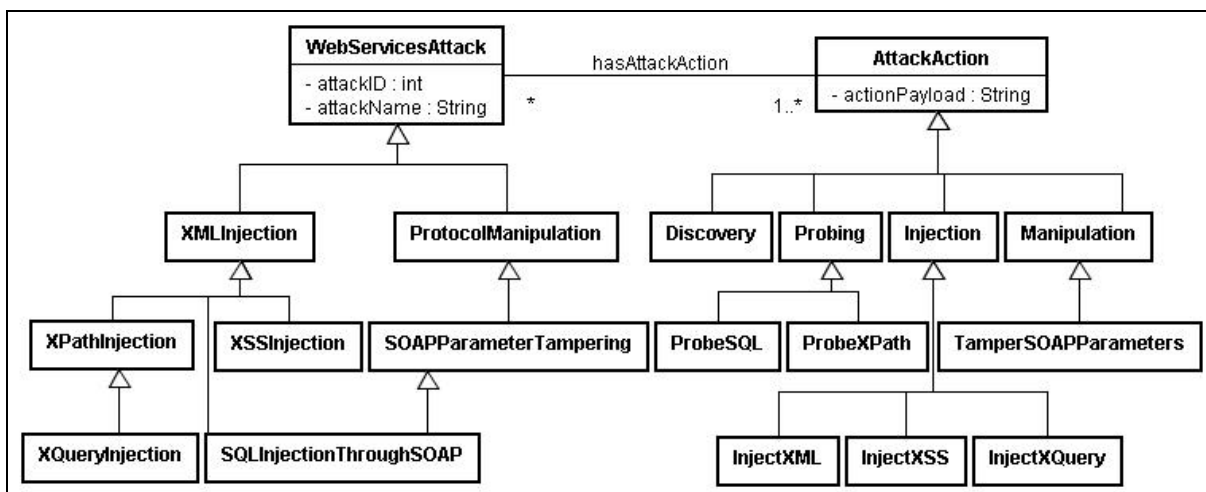 WebServicesAttack
- attackID : int
- attackName : String
hasAttackAction
*
1..*
AttackAction
- actionPayload : String
XMLInjection
ProtocolManipulation
Discovery
Probing
Injection
Manipulation
XPathInjection
XSSInjection
SOAPParameterTampering
ProbeSQL
ProbeXPath
TamperSOAPParameters
XQueryInjection
SQLInjectionThroughSOAP
InjectXML
InjectXSS
InjectXQuery